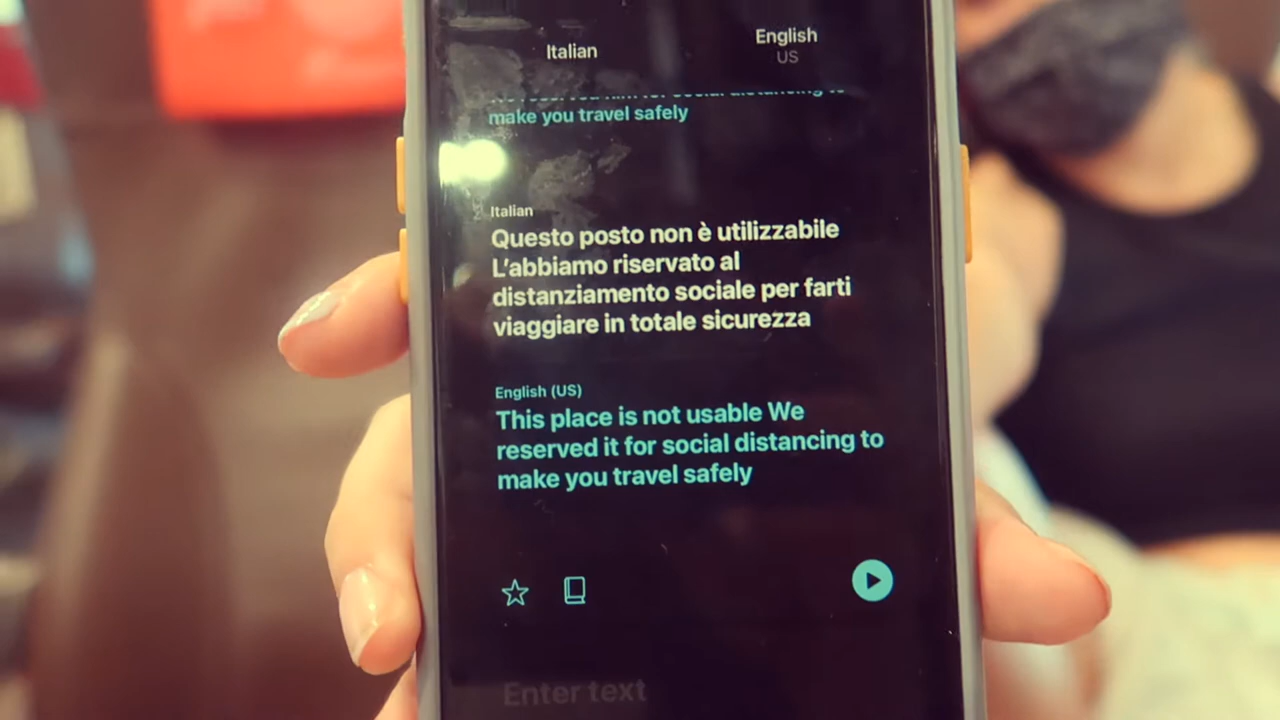 Italian
English
US
make you travel safely
Italian
Questo posto non è utilizzabile
L'abbiamo riservato al
distanziamento sociale per farti
viaggiare in totale sicurezza
English (US)
This place is not usable We
reserved it for social distancing to
make you travel safely
Enter text